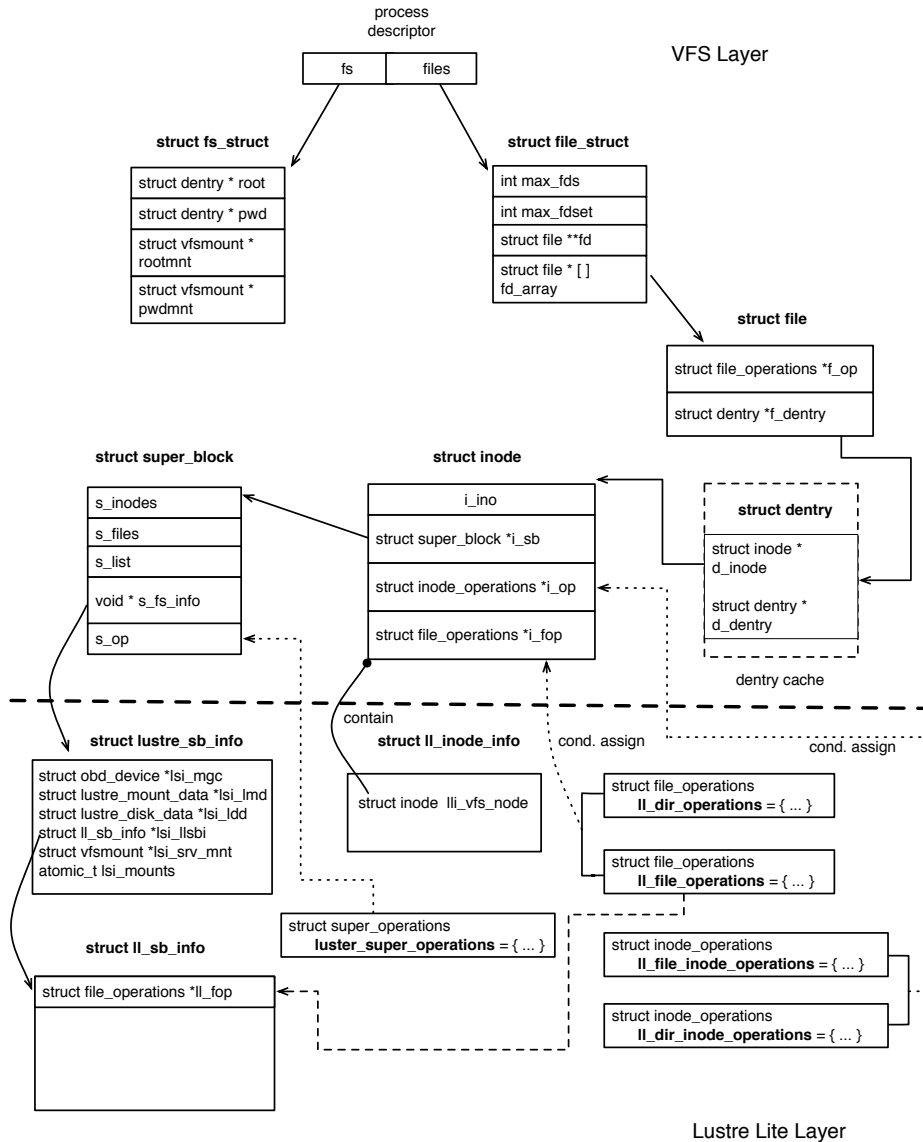 process
descriptor
VFS Layer
fs
files
struct fs_struct
struct file_struct
struct dentry * root
struct dentry * pwd
struct vfsmount *
rootmnt
struct vfsmount *
pwdmnt
int max_fds
int max_fdset
struct file **fd
struct file * [ ]
fd_array
struct file
struct file_operations *f_op
struct dentry *f_dentry
struct super_block
struct inode
s_inodes
s_files
s_list
void * s_fs_info
s_op
i_ino
struct super_block *i_sb
struct inode_operations *i_op
struct file_operations *i_fop
struct dentry
struct inode *
d_inode
struct dentry *
d_dentry
dentry cache
contain
cond. assign
cond. assign
struct lustre_sb_info
struct ll_inode_info
struct obd_device *lsi_mgc
struct lustre_mount_data *lsi_lmd
struct lustre_disk_data *lsi_ldd
struct ll_sb_info *lsi_llsbi
struct vfsmount *lsi_srv_mnt
atomic_t lsi_mounts
struct inode lli_vfs_node
struct file_operations
ll_dir_operations = { ... }
struct file_operations
ll_file_operations = { ... }
struct super_operations
luster_super_operations = { ... }
struct inode_operations
ll_file_inode_operations = { ... }
struct inode_operations
ll_dir_inode_operations = { ... }
struct ll_sb_info
struct file_operations *ll_fop
Lustre Lite Layer